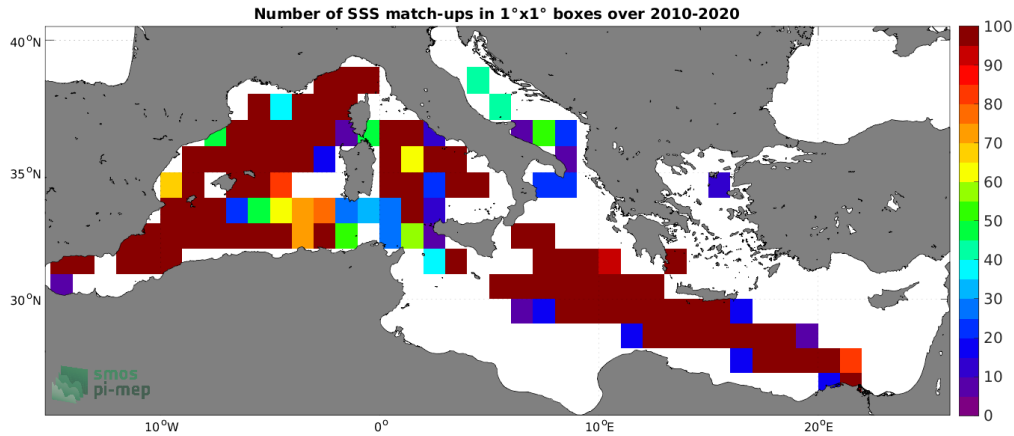 Number of SSS match-ups in 1°x1° boxes over 2010-2020
40°N
35°N
30°N
10°W
0°
10°E
20°E
100
90
80
70
60
50
40
30
20
10
0
smos
pi-mep